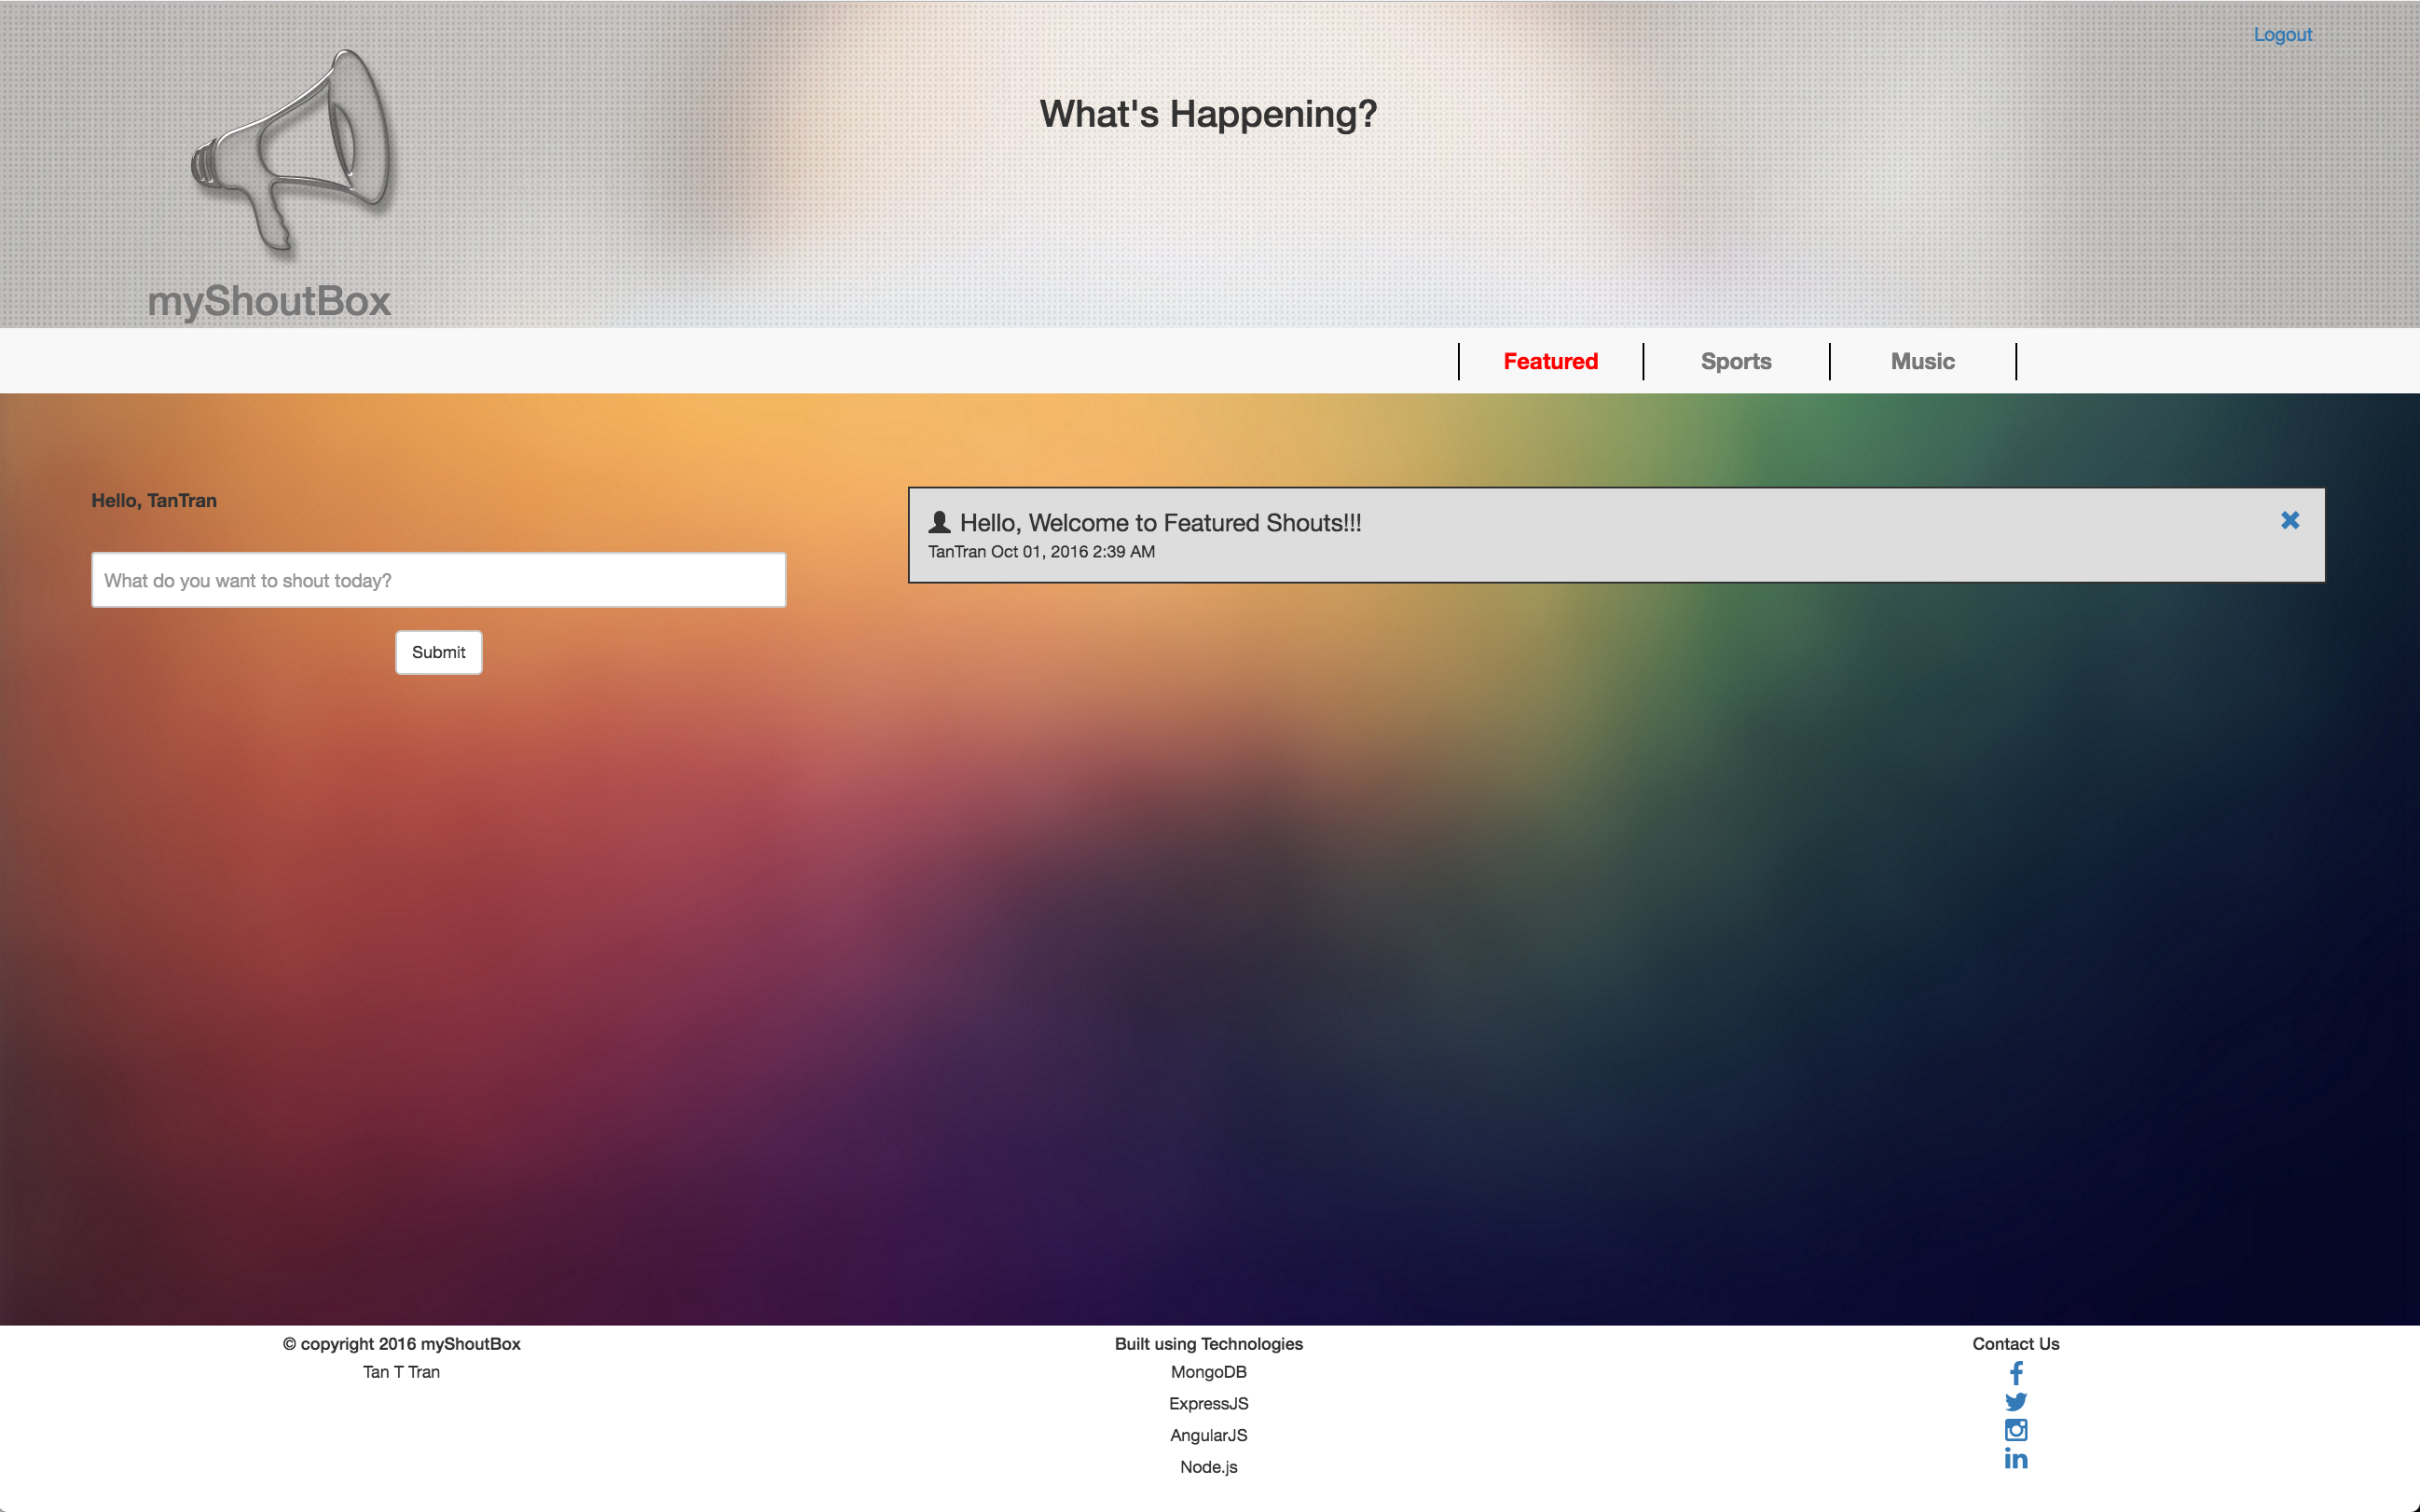 Logout
What's Happening?
myShoutBox
Featured
Sports
Music
Hello, TanTran
What do you want to shout today?
Submit
Hello, Welcome to Featured Shouts!!!
TanTran Oct 01, 2016 2:39 AM
© copyright 2016 myShoutBox
Tan T Tran
Built using Technologies
MongoDB
ExpressJS
AngularJS
Node.js
Contact Us